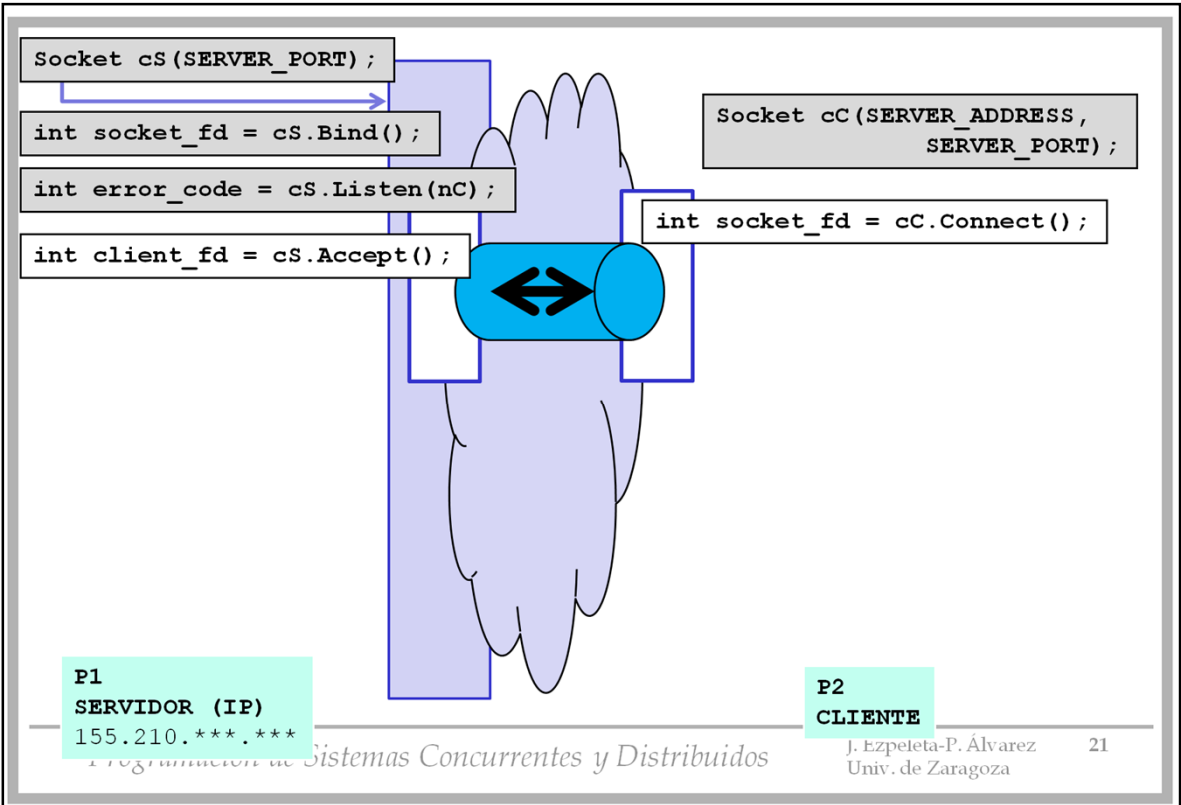 Socket cS(SERVER_PORT);
int socket_fd = cS.Bind();
int error_code = cS.Listen(nC);
int client_fd = cS.Accept();
Socket cC(SERVER_ADDRESS,
SERVER_PORT);
int socket_fd = cC.Connect();
P1
SERVIDOR (IP)
155.210.***.***
P2
CLIENTE
Programación de Sistemas Concurrentes y Distribuidos
J. Ezpeleta-P. Álvarez
Univ. de Zaragoza
21